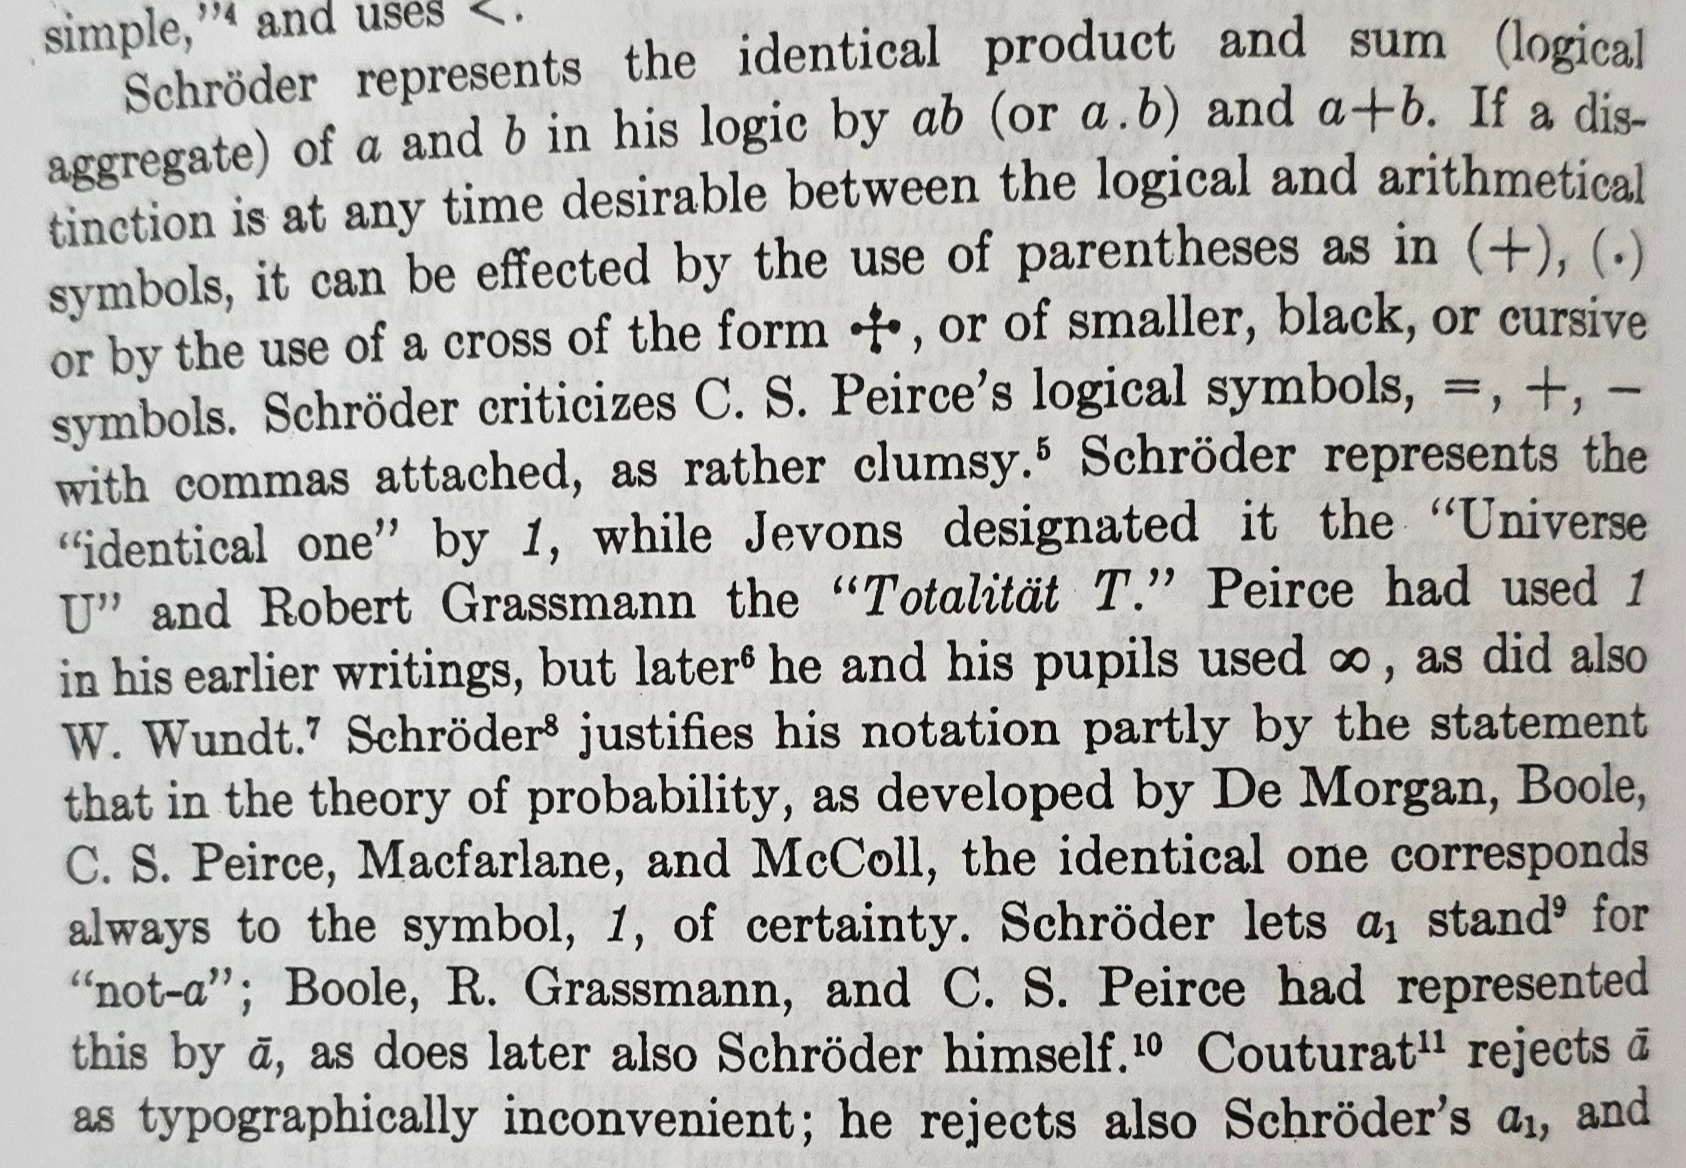 simple,”⁴ and uses <.
Schröder represents the identical product and sum (logical
aggregate) of a and b in his logic by ab (or a.b) and a+b. If a dis-
tinction is at any time desirable between the logical and arithmetical
symbols, it can be effected by the use of parentheses as in (+), (·)
or by the use of a cross of the form ∻, or of smaller, black, or cursive
symbols. Schröder criticizes C. S. Peirce’s logical symbols, =, +, −
with commas attached, as rather clumsy.⁵ Schröder represents the
“identical one” by 1, while Jevons designated it the “Universe
U” and Robert Grassmann the “Totalität T.” Peirce had used 1
in his earlier writings, but later⁶ he and his pupils used ∞, as did also
W. Wundt.⁷ Schröder⁸ justifies his notation partly by the statement
that in the theory of probability, as developed by De Morgan, Boole,
C. S. Peirce, Macfarlane, and McColl, the identical one corresponds
always to the symbol, 1, of certainty. Schröder lets a₁ stand⁹ for
“not-a”; Boole, R. Grassmann, and C. S. Peirce had represented
this by ā, as does later also Schröder himself.¹⁰ Couturat¹¹ rejects ā
as typographically inconvenient; he rejects also Schröder’s a₁, and